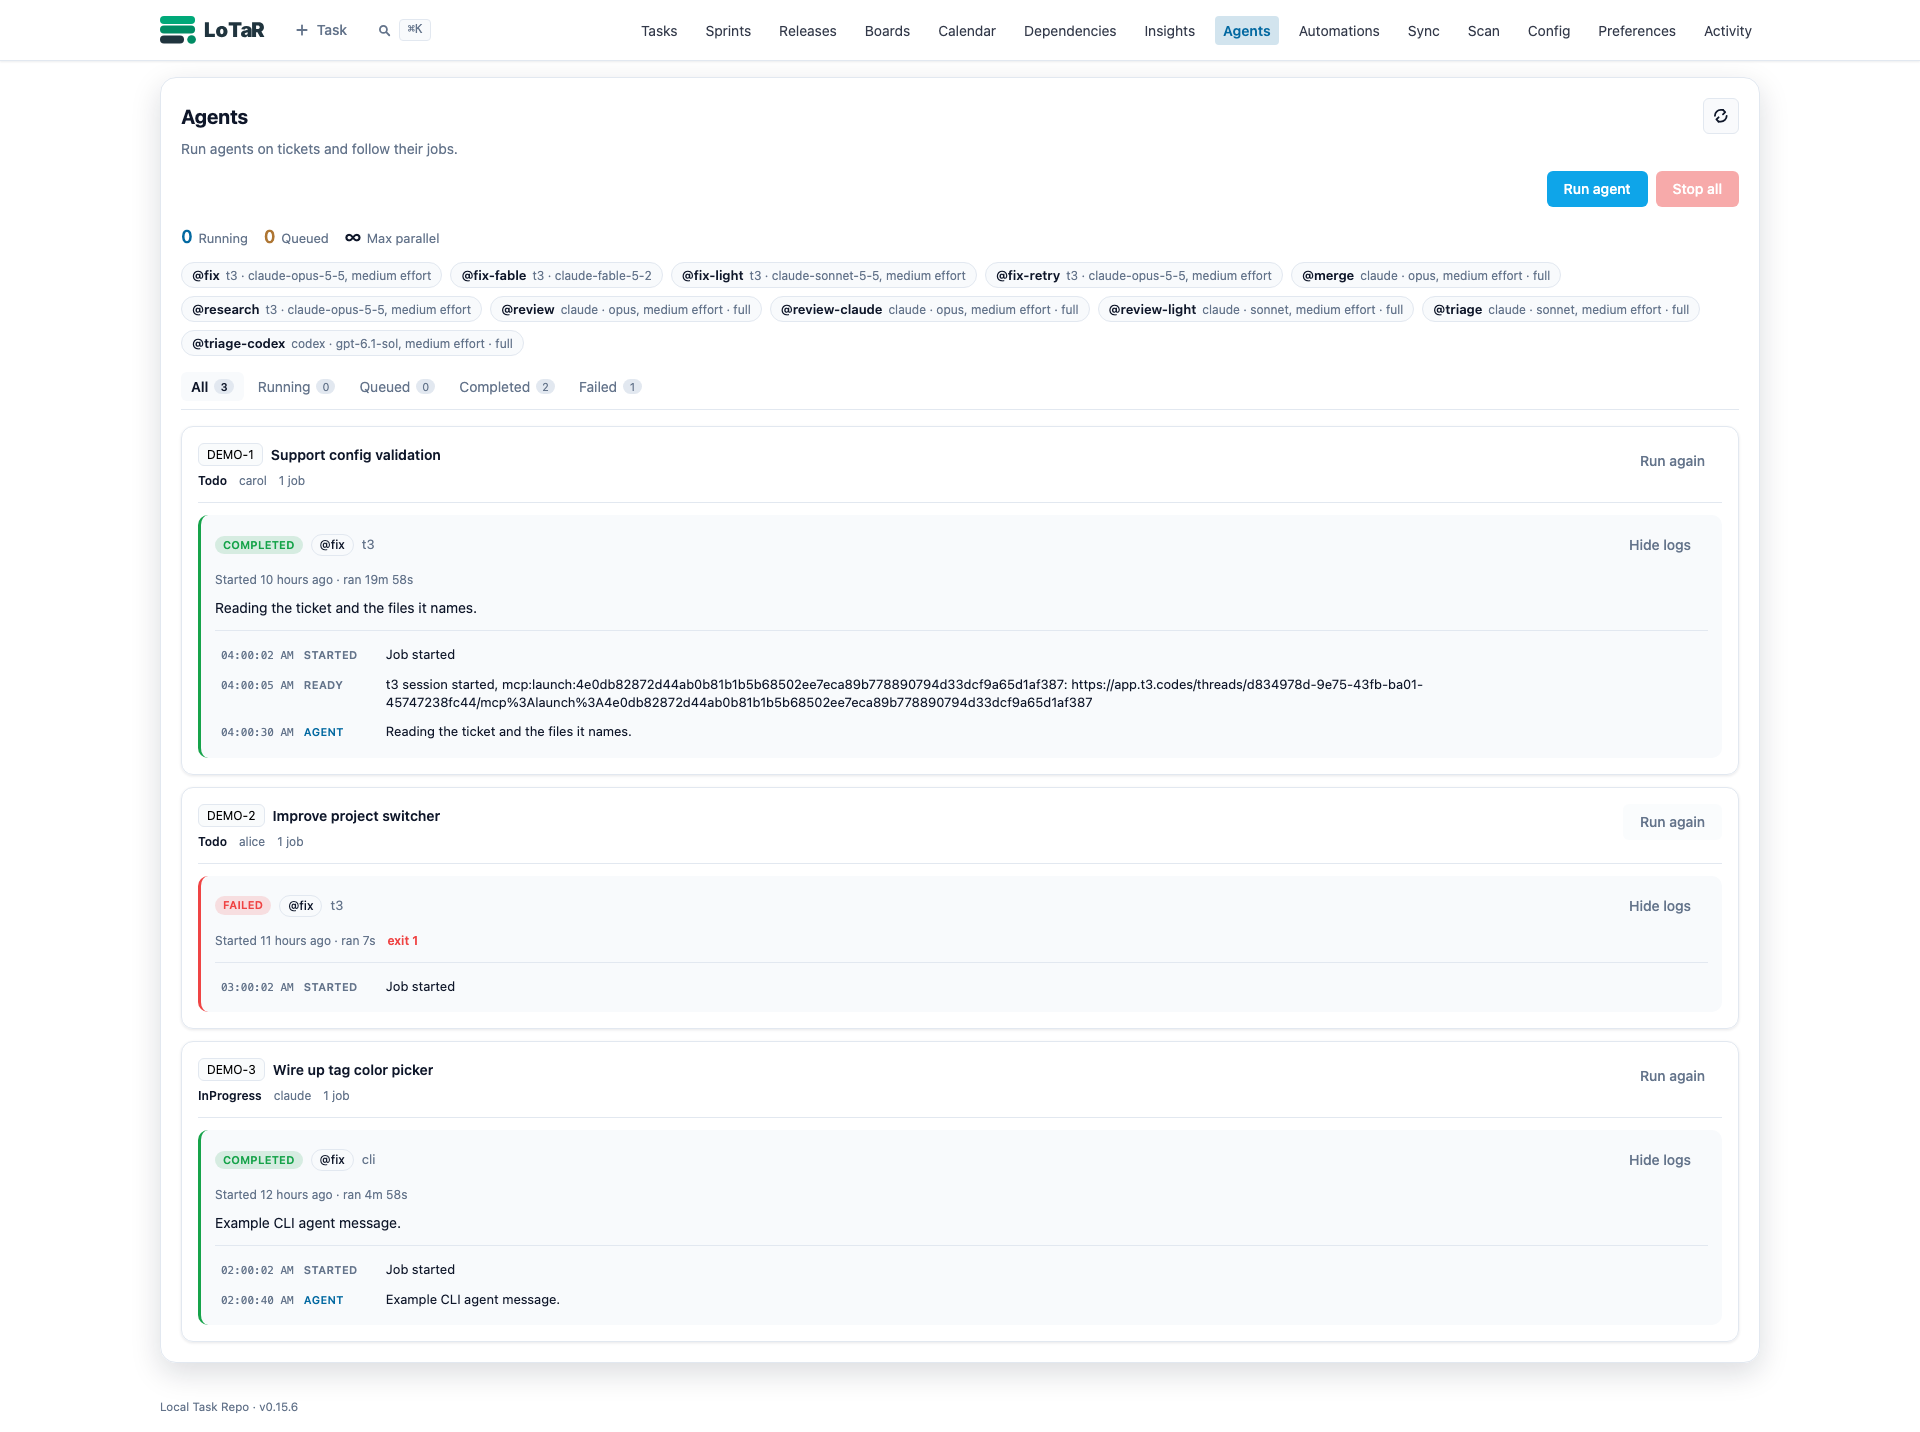 LoTaR + Task ⌘K Tasks Sprints Releases Boards Calendar Dependencies Insights Agents Automations Sync Scan Config Preferences Activity
Agents
Run agents on tickets and follow their jobs.
Run agent Stop all
0 Running 0 Queued ∞ Max parallel
@fix t3 · claude-opus-5-5, medium effort @fix-fable t3 · claude-fable-5-2 @fix-light t3 · claude-sonnet-5-5, medium effort @fix-retry t3 · claude-opus-5-5, medium effort @merge claude · opus, medium effort · full
@research t3 · claude-opus-5-5, medium effort @review claude · opus, medium effort · full @review-claude claude · opus, medium effort · full @review-light claude · sonnet, medium effort · full @triage claude · sonnet, medium effort · full
@triage-codex codex · gpt-6.1-sol, medium effort · full
All 3 Running 0 Queued 0 Completed 2 Failed 1
DEMO-1 Support config validation Run again
Todo carol 1 job
COMPLETED @fix t3 Hide logs
Started 10 hours ago · ran 19m 58s
Reading the ticket and the files it names.
04:00:02 AM STARTED Job started
04:00:05 AM READY t3 session started, mcp:launch:4e0db82872d44ab0b81b1b5b68502ee7eca89b778890794d33dcf9a65d1af387: https://app.t3.codes/threads/d834978d-9e75-43fb-ba01-
45747238fc44/mcp%3Alaunch%3A4e0db82872d44ab0b81b1b5b68502ee7eca89b778890794d33dcf9a65d1af387
04:00:30 AM AGENT Reading the ticket and the files it names.
DEMO-2 Improve project switcher Run again
Todo alice 1 job
FAILED @fix t3 Hide logs
Started 11 hours ago · ran 7s exit 1
03:00:02 AM STARTED Job started
DEMO-3 Wire up tag color picker Run again
InProgress claude 1 job
COMPLETED @fix cli Hide logs
Started 12 hours ago · ran 4m 58s
Example CLI agent message.
02:00:02 AM STARTED Job started
02:00:40 AM AGENT Example CLI agent message.
Local Task Repo · v0.15.6